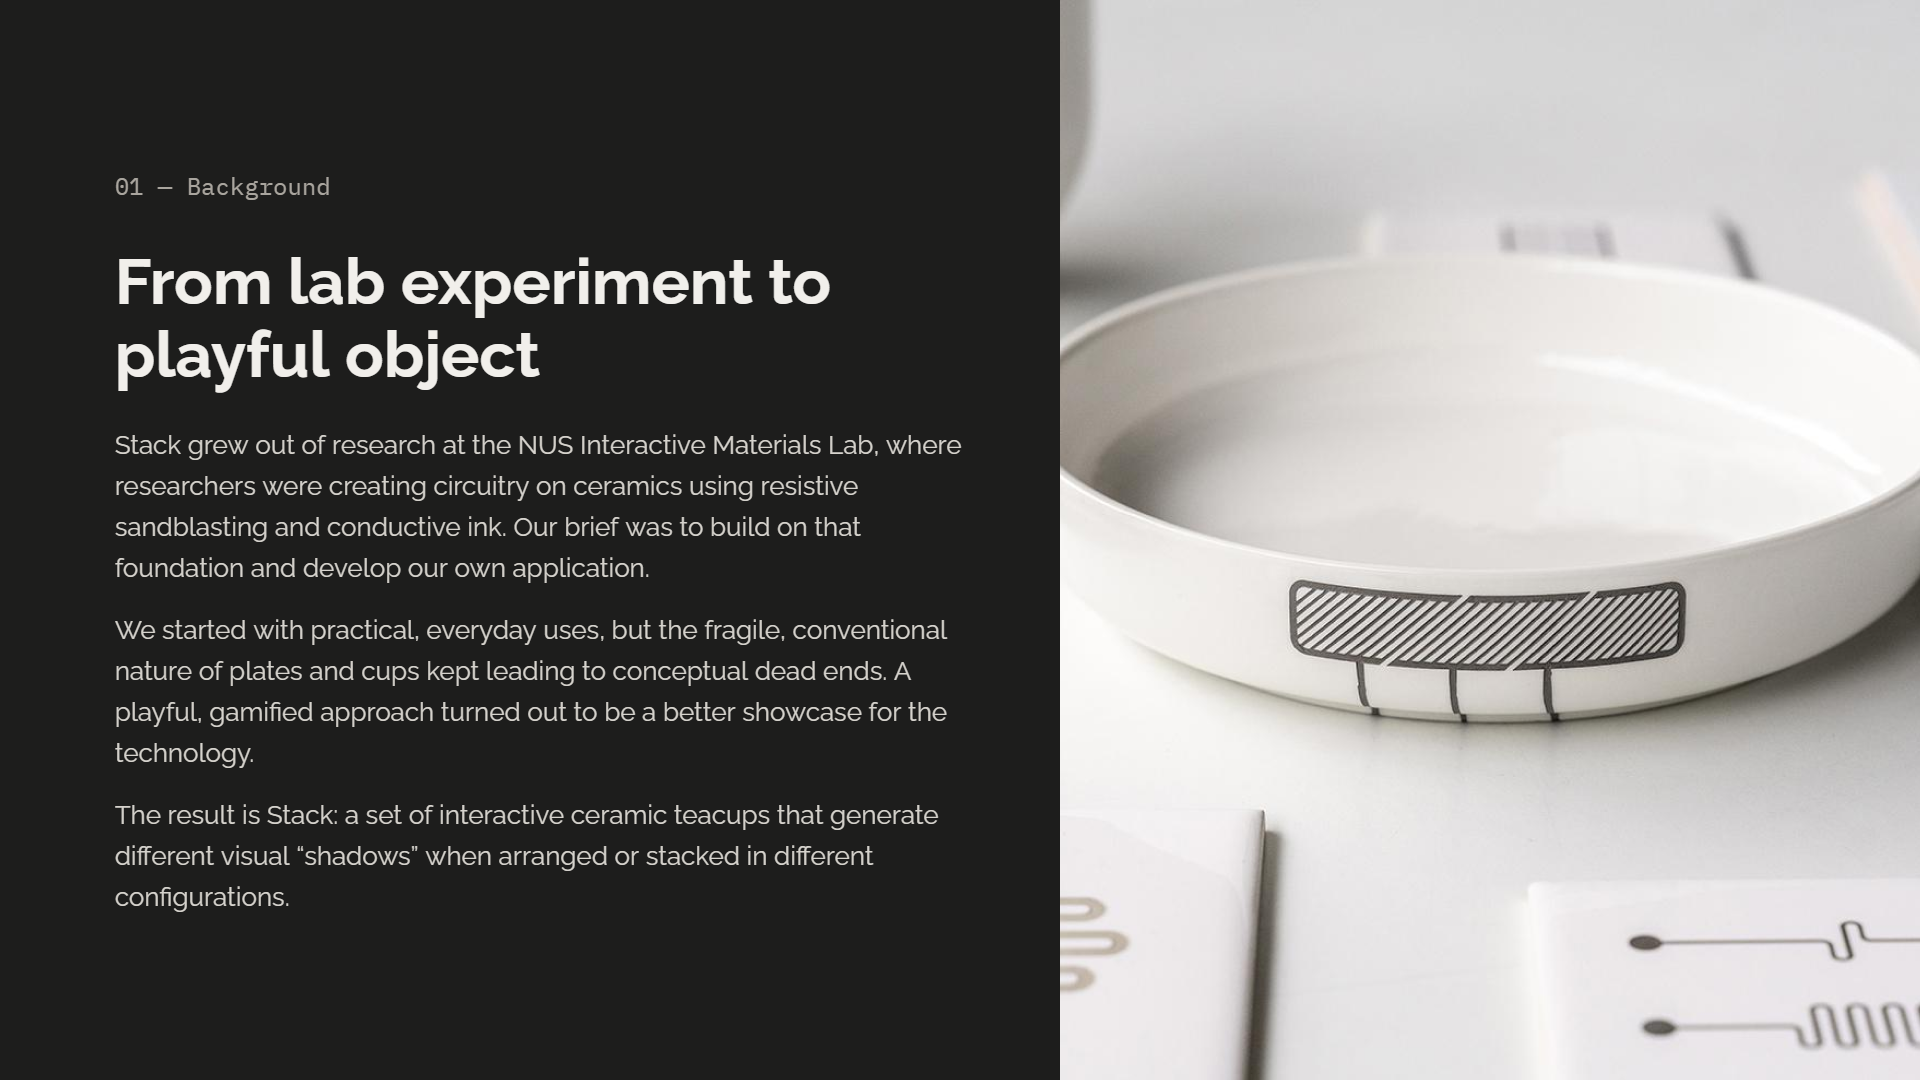 01 — Background
From lab experiment to
playful object
Stack grew out of research at the NUS Interactive Materials Lab, where
researchers were creating circuitry on ceramics using resistive
sandblasting and conductive ink. Our brief was to build on that
foundation and develop our own application.
We started with practical, everyday uses, but the fragile, conventional
nature of plates and cups kept leading to conceptual dead ends. A
playful, gamified approach turned out to be a better showcase for the
technology.
The result is Stack: a set of interactive ceramic teacups that generate
different visual “shadows” when arranged or stacked in different
configurations.